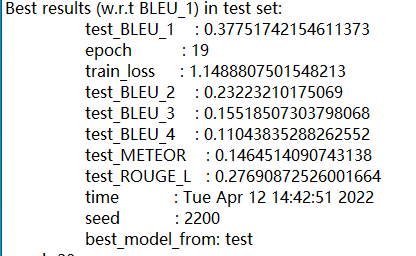 Best results (w.r.t BLEU_1) in test set:
test_BLEU_1 : 0.37751742154611373
epoch : 19
train_loss : 1.1488807501548213
test_BLEU_2 : 0.23223210175069
test_BLEU_3 : 0.15518507303798068
test_BLEU_4 : 0.11043835288262552
test_METEOR : 0.1464514090743138
test_ROUGE_L : 0.27690872526001664
time : Tue Apr 12 14:42:51 2022
seed : 2200
best_model_from: test